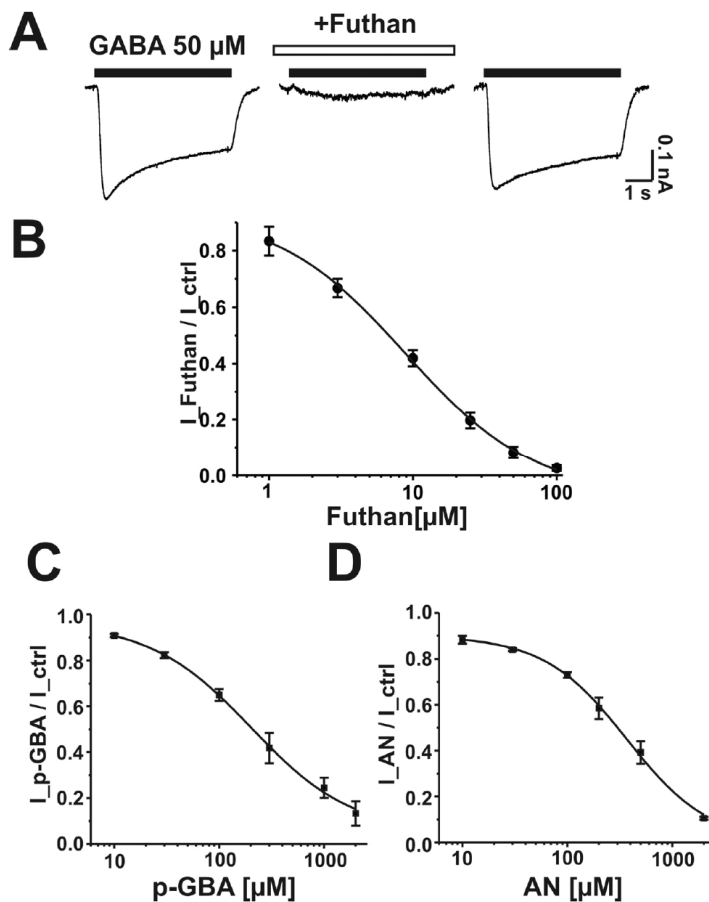 A
+Futhan
GABA 50 µM
0.1 nA
1 s
B
I_Futhan / I_ctrl
0.8
0.6
0.4
0.2
0.0
1
10
100
Futhan[µM]
C
I_p-GBA / I_ctrl
1.0
0.8
0.6
0.4
0.2
0.0
10
100
1000
p-GBA [µM]
D
I_AN / I_ctrl
1.0
0.8
0.6
0.4
0.2
0.0
10
100
1000
AN [µM]